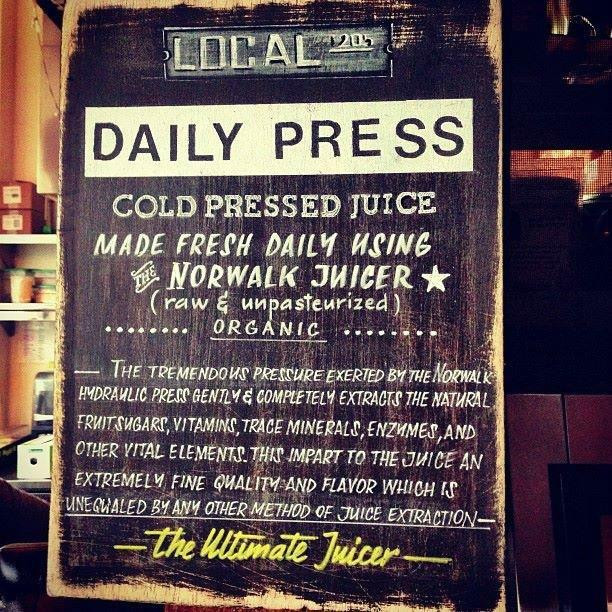 LOCAL 1205
DAILY PRESS
COLD PRESSED JUICE
MADE FRESH DAILY USING
THE NORWALK JUICER ★
(raw & unpasteurized)
........ ORGANIC ........
— THE TREMENDOUS PRESSURE EXERTED BY THE NORWALK
HYDRAULIC PRESS GENTLY & COMPLETELY EXTRACTS THE NATURAL
FRUIT SUGARS, VITAMINS, TRACE MINERALS, ENZYMES, AND
OTHER VITAL ELEMENTS. THIS IMPART TO THE JUICE AN
EXTREMELY FINE QUALITY AND FLAVOR WHICH IS
UNEQUALED BY ANY OTHER METHOD OF JUICE EXTRACTION —
— The Ultimate Juicer —